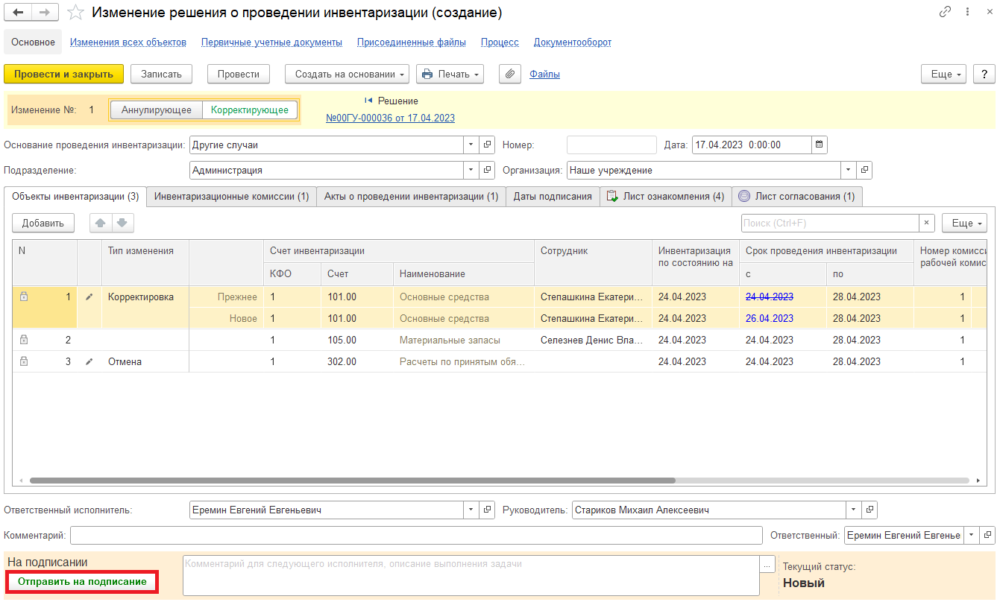 Изменение решения о проведении инвентаризации (создание)
Основное Изменения всех объектов Первичные учетные документы Присоединенные файлы Процесс Документооборот
Провести и закрыть Записать Провести Создать на основании Печать Файлы Еще ?
Решение
Изменение №: 1 Аннулирующее Корректирующее
№00ГУ-000036 от 17.04.2023
Основание проведения инвентаризации: Другие случаи Номер: Дата: 17.04.2023 0:00:00
Подразделение: Администрация Организация: Наше учреждение
Объекты инвентаризации (3) Инвентаризационные комиссии (1) Акты о проведении инвентаризации (1) Даты подписания Лист ознакомления (4) Лист согласования (1)
Добавить Поиск (Ctrl+F) × Еще
N Тип изменения Счет инвентаризации Сотрудник Инвентаризация Срок проведения инвентаризации Номер комисси
по состоянию на рабочей комис
КФО Счет Наименование с по
1 Корректировка Прежнее 1 101.00 Основные средства Степашкина Екатери... 24.04.2023 24.04.2023 28.04.2023 1
Новое 1 101.00 Основные средства Степашкина Екатери... 24.04.2023 26.04.2023 28.04.2023 1
2 1 105.00 Материальные запасы Селезнев Денис Вла... 24.04.2023 24.04.2023 28.04.2023 1
3 Отмена 1 302.00 Расчеты по принятым обя... 24.04.2023 24.04.2023 28.04.2023 1
Ответственный исполнитель: Еремин Евгений Евгеньевич Руководитель: Стариков Михаил Алексеевич
Комментарий: Ответственный: Еремин Евгений Евгенье
На подписании Комментарий для следующего исполнителя, описание выполнения задачи ... Текущий статус:
Отправить на подписание Новый